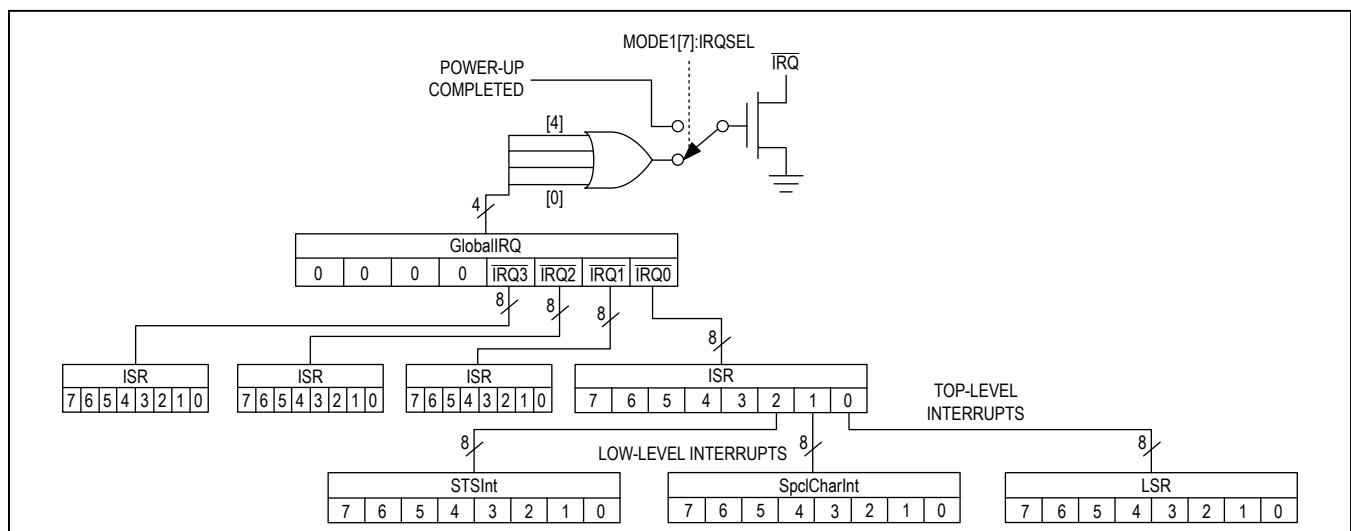 MODE1[7]:IRQSEL
IRQ
POWER-UP
COMPLETED
[4]
[0]
4
GlobalIRQ
0 0 0 0 IRQ3 IRQ2 IRQ1 IRQ0
8 8 8 8
ISR ISR ISR ISR
7 6 5 4 3 2 1 0 7 6 5 4 3 2 1 0 7 6 5 4 3 2 1 0 7 6 5 4 3 2 1 0
TOP-LEVEL
INTERRUPTS
8 LOW-LEVEL INTERRUPTS 8 8
STSInt SpclCharInt LSR
7 6 5 4 3 2 1 0 7 6 5 4 3 2 1 0 7 6 5 4 3 2 1 0